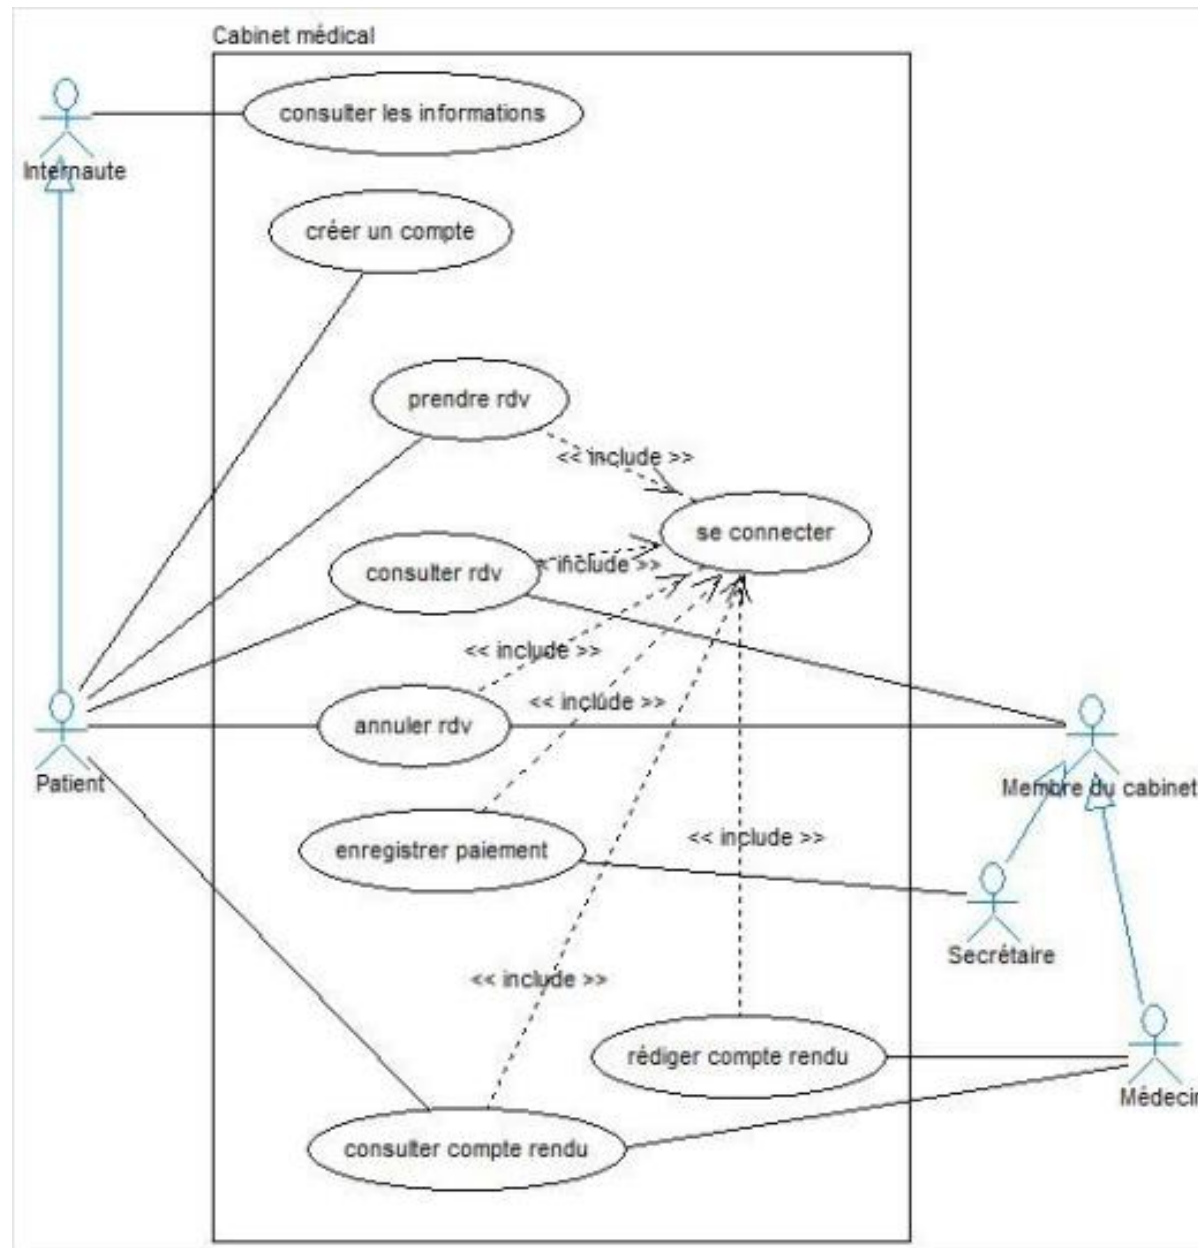 Cabinet médical
consulter les informations
Internaute
créer un compte
prendre rdv
<< include >>
se connecter
consulter rdv
< include >>
<< include >>
annuler rdv
<< include >>
Patient
Membre du cabinet
enregistrer paiement
<< include >>
Secrétaire
<< include >>
rédiger compte rendu
Médecin
consulter compte rendu